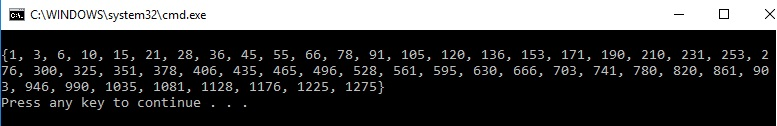 C:\WINDOWS\system32\cmd.exe
{1, 3, 6, 10, 15, 21, 28, 36, 45, 55, 66, 78, 91, 105, 120, 136, 153, 171, 190, 210, 231, 253, 2
76, 300, 325, 351, 378, 406, 435, 465, 496, 528, 561, 595, 630, 666, 703, 741, 780, 820, 861, 90
3, 946, 990, 1035, 1081, 1128, 1176, 1225, 1275}
Press any key to continue . . .